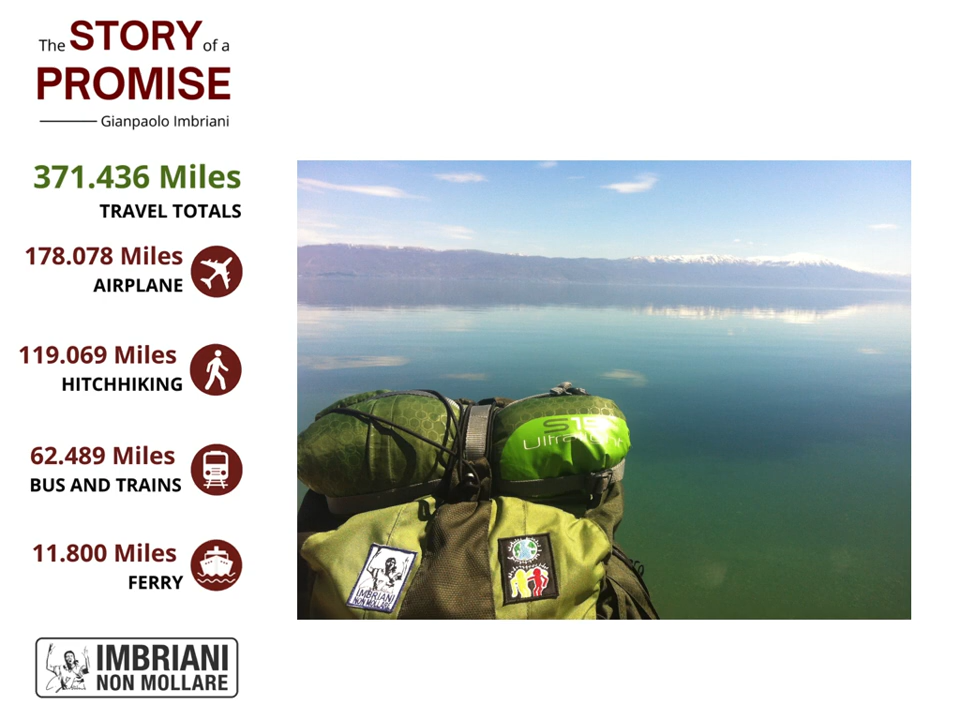 The STORY of a
PROMISE
Gianpaolo Imbriani
371.436 Miles
TRAVEL TOTALS
178.078 Miles
AIRPLANE
119.069 Miles
HITCHHIKING
62.489 Miles
BUS AND TRAINS
11.800 Miles
FERRY
IMBRIANI
NON MOLLARE
Ultralight
IMBRIANI
NON MOLLARE